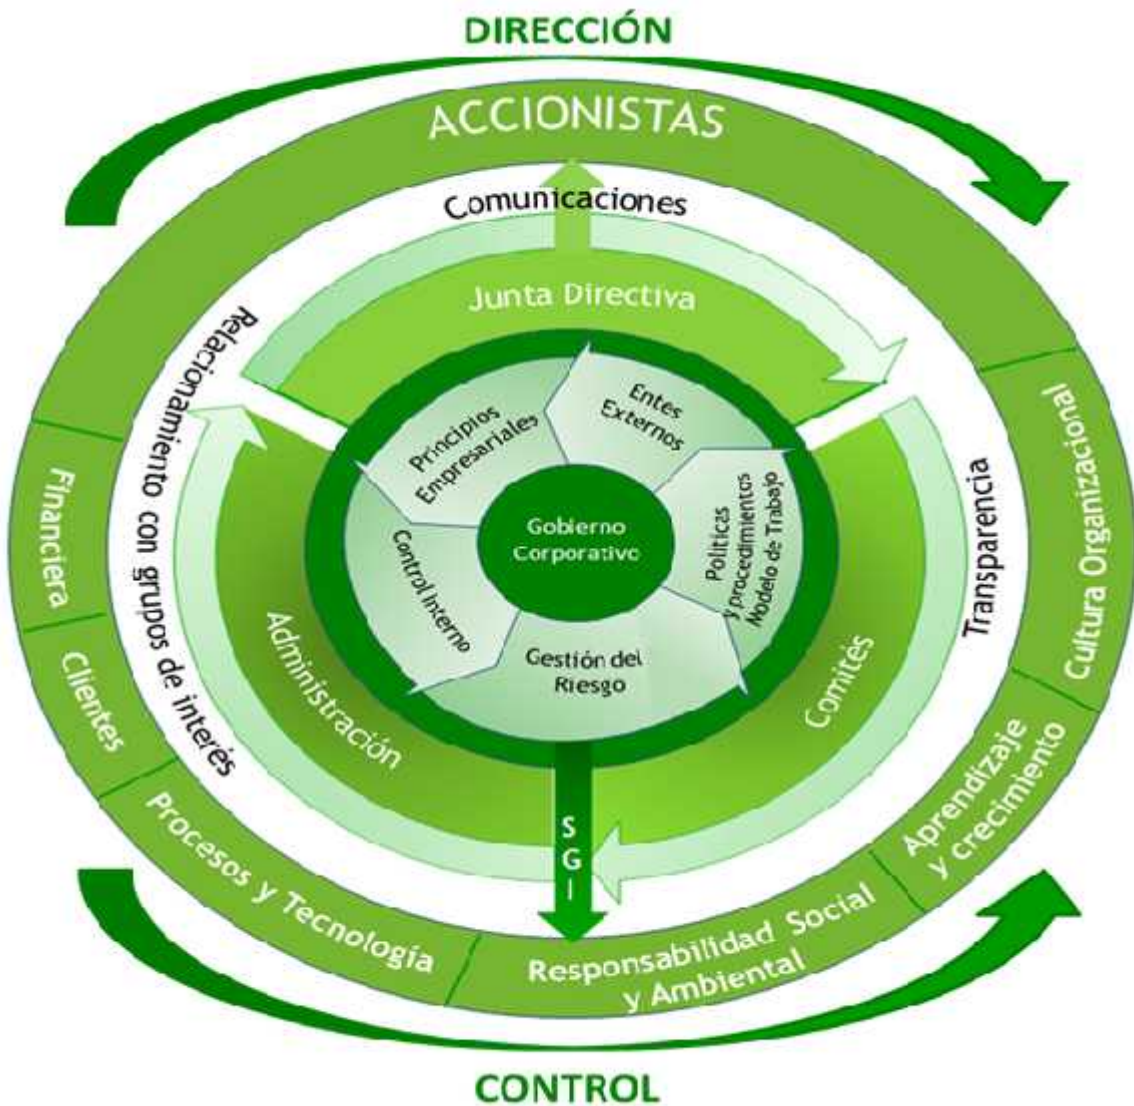 DIRECCIÓN
ACCIONISTAS
Comunicaciones
Junta Directiva
Relacionamiento con grupos de interés
Transparencia
Principios
Empresariales
Entes
Externos
Políticas
y procedimientos
Modelo de Trabajo
Gobierno
Corporativo
Control Interno
Gestión del
Riesgo
Administración
Comités
SGI
Financiera
Clientes
Procesos y Tecnología
Responsabilidad Social
y Ambiental
Aprendizaje
y crecimiento
Cultura Organizacional
CONTROL